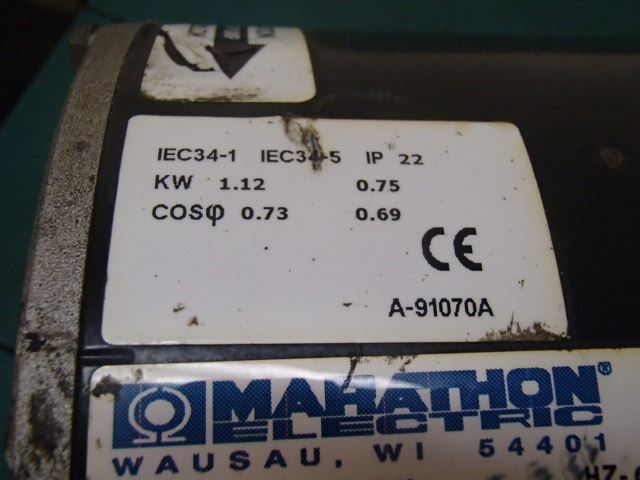 IEC34-1 IEC34-5 IP 22
KW 1.12 0.75
COSφ 0.73 0.69
CE
A-91070A
MAHATHON®
ELECTRIC
WAUSAU, WI 54401